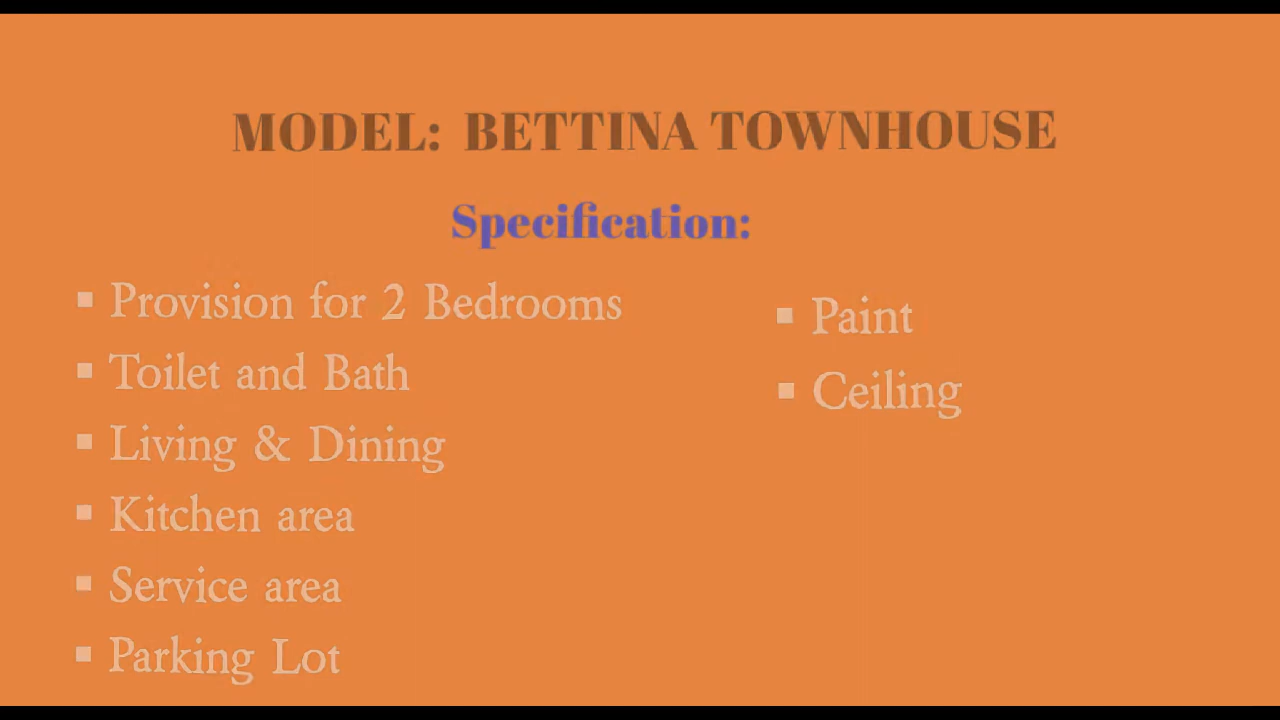 MODEL: BETTINA TOWNHOUSE
Specification:
▪ Provision for 2 Bedrooms
▪ Toilet and Bath
▪ Living & Dining
▪ Kitchen area
▪ Service area
▪ Parking Lot
▪ Paint
▪ Ceiling